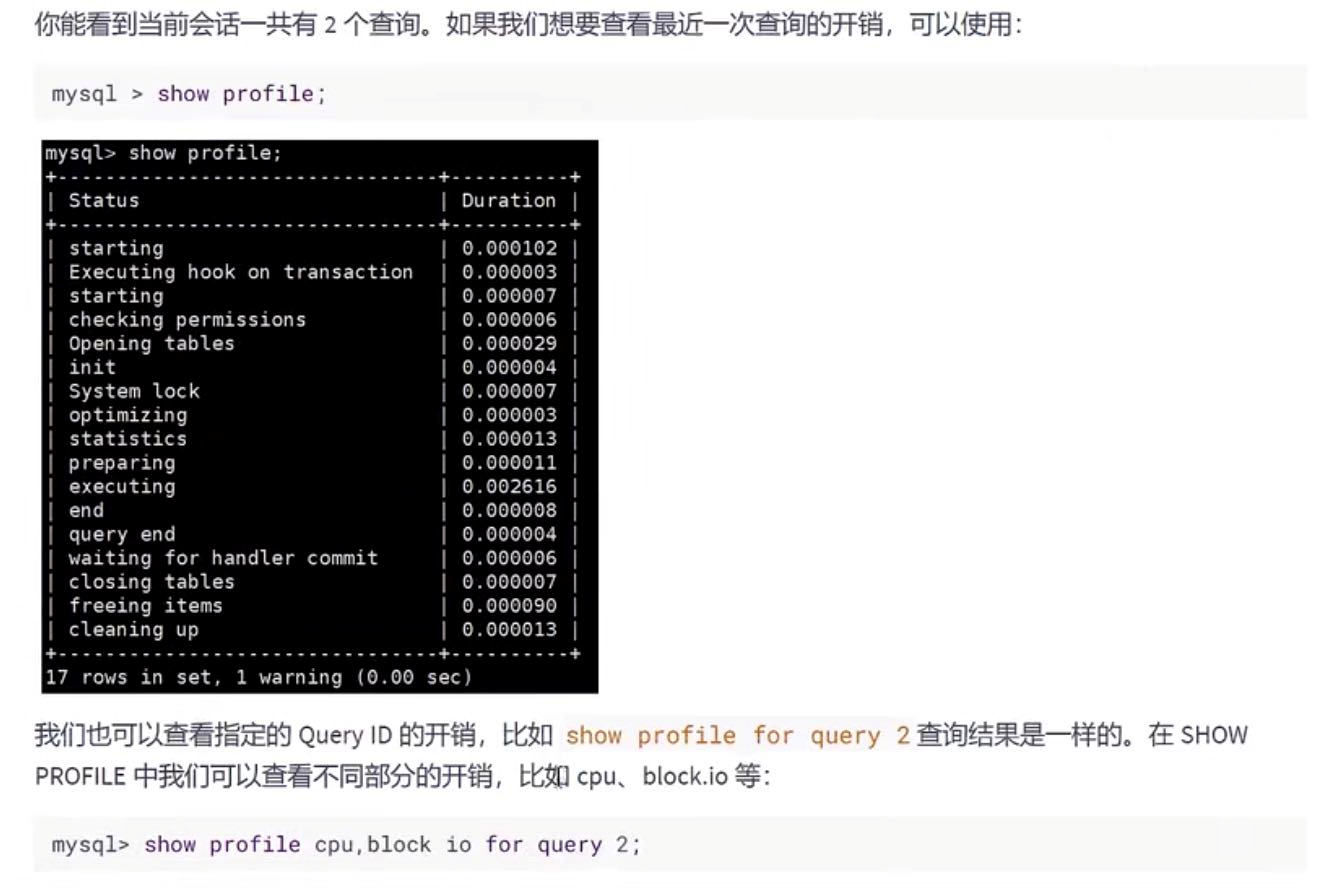 你能看到当前会话一共有 2 个查询。如果我们想要查看最近一次查询的开销，可以使用：
mysql > show profile;
mysql> show profile;
+--------------------------------+----------+
| Status                         | Duration |
+--------------------------------+----------+
| starting                       | 0.000102 |
| Executing hook on transaction  | 0.000003 |
| starting                       | 0.000007 |
| checking permissions           | 0.000006 |
| Opening tables                 | 0.000029 |
| init                           | 0.000004 |
| System lock                    | 0.000007 |
| optimizing                     | 0.000003 |
| statistics                     | 0.000013 |
| preparing                      | 0.000011 |
| executing                      | 0.002616 |
| end                            | 0.000008 |
| query end                      | 0.000004 |
| waiting for handler commit     | 0.000006 |
| closing tables                 | 0.000007 |
| freeing items                  | 0.000090 |
| cleaning up                    | 0.000013 |
+--------------------------------+----------+
17 rows in set, 1 warning (0.00 sec)
我们也可以查看指定的 Query ID 的开销，比如 show profile for query 2 查询结果是一样的。在 SHOW
PROFILE 中我们可以查看不同部分的开销，比如 cpu、block.io 等：
mysql> show profile cpu,block io for query 2;